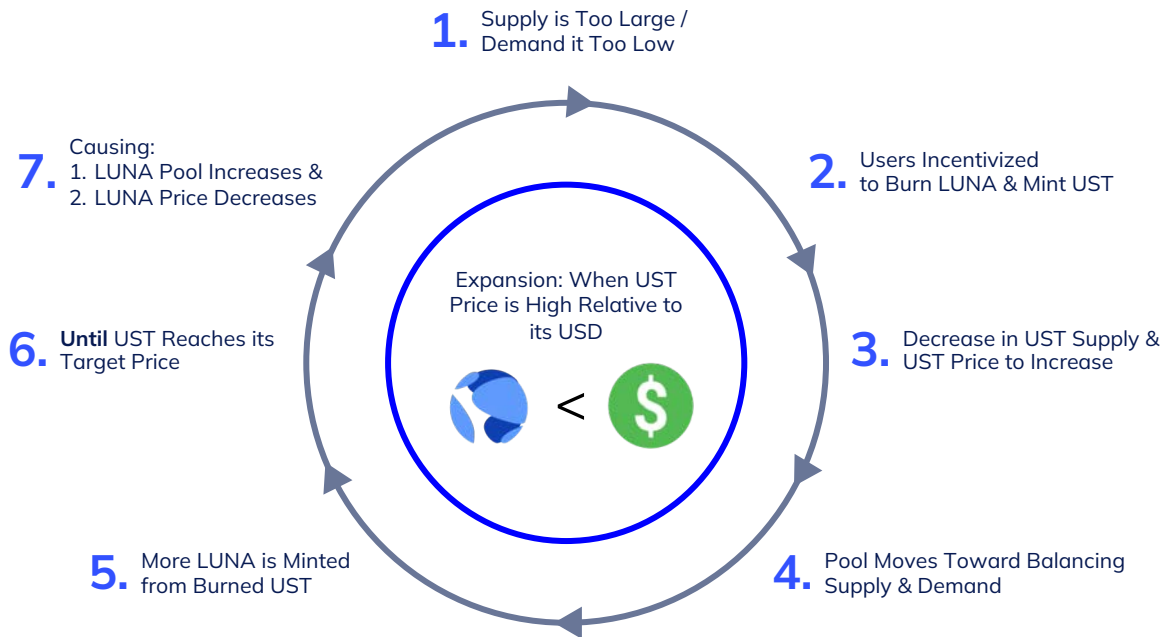 1. Supply is Too Large /
Demand it Too Low
2. Users Incentivized
to Burn LUNA & Mint UST
3. Decrease in UST Supply &
UST Price to Increase
4. Pool Moves Toward Balancing
Supply & Demand
5. More LUNA is Minted
from Burned UST
6. Until UST Reaches its
Target Price
7. Causing:
1. LUNA Pool Increases &
2. LUNA Price Decreases
Expansion: When UST
Price is High Relative to
its USD
< $